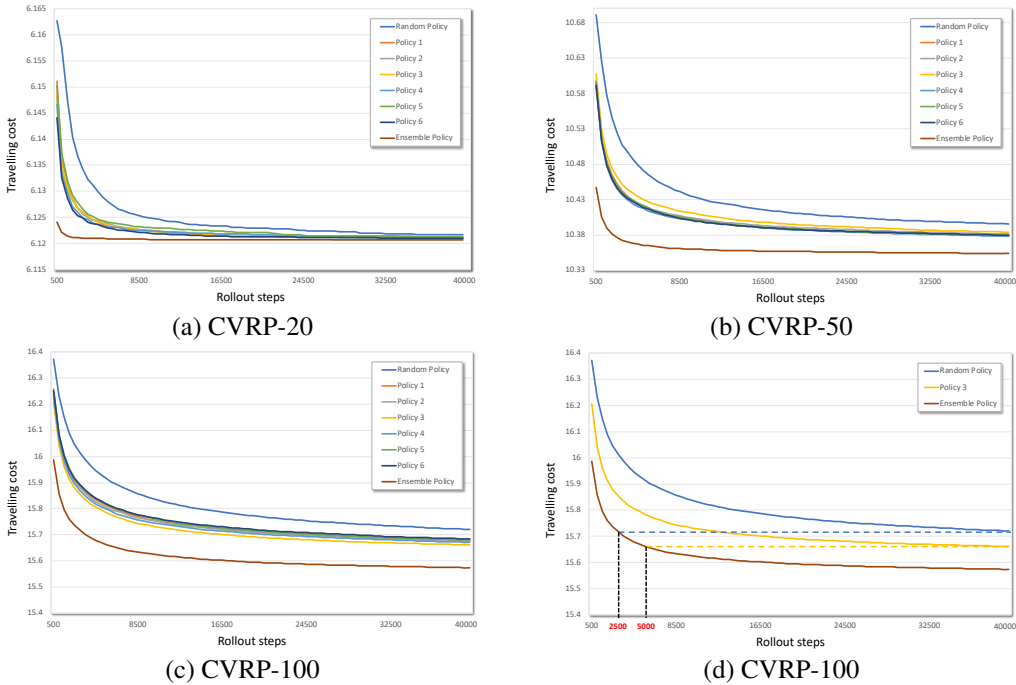 6.165
6.16
6.155
6.15
6.145
6.14
6.135
6.13
6.125
6.12
6.115
Travelling cost
Random Policy
Policy 1
Policy 2
Policy 3
Policy 4
Policy 5
Policy 6
Ensemble Policy
500 8500 16500 24500 32500 40000
Rollout steps
(a) CVRP-20
10.68
10.63
10.58
10.53
10.48
10.43
10.38
10.33
Travelling cost
Random Policy
Policy 1
Policy 2
Policy 3
Policy 4
Policy 5
Policy 6
Ensemble Policy
500 8500 16500 24500 32500 40000
Rollout steps
(b) CVRP-50
16.4
16.3
16.2
16.1
16
15.9
15.8
15.7
15.6
15.5
15.4
Travelling cost
Random Policy
Policy 1
Policy 2
Policy 3
Policy 4
Policy 5
Policy 6
Ensemble Policy
500 8500 16500 24500 32500 40000
Rollout steps
(c) CVRP-100
16.4
16.3
16.2
16.1
16
15.9
15.8
15.7
15.6
15.5
15.4
Travelling cost
Random Policy
Policy 3
Ensemble Policy
500 2500 5000 8500 16500 24500 32500 40000
Rollout steps
(d) CVRP-100